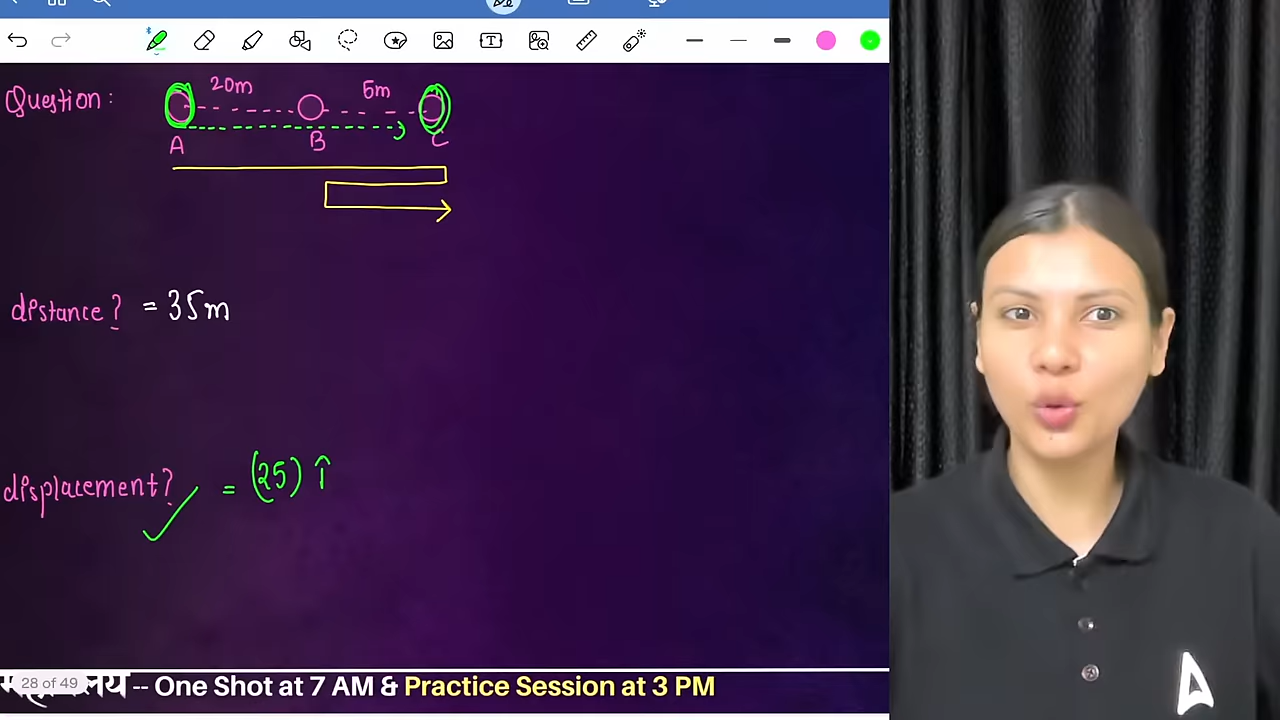 Question:
20m
5m
A
B
C
distance? = 35m
displacement? = (25) î
28 of 49
-- One Shot at 7 AM & Practice Session at 3 PM